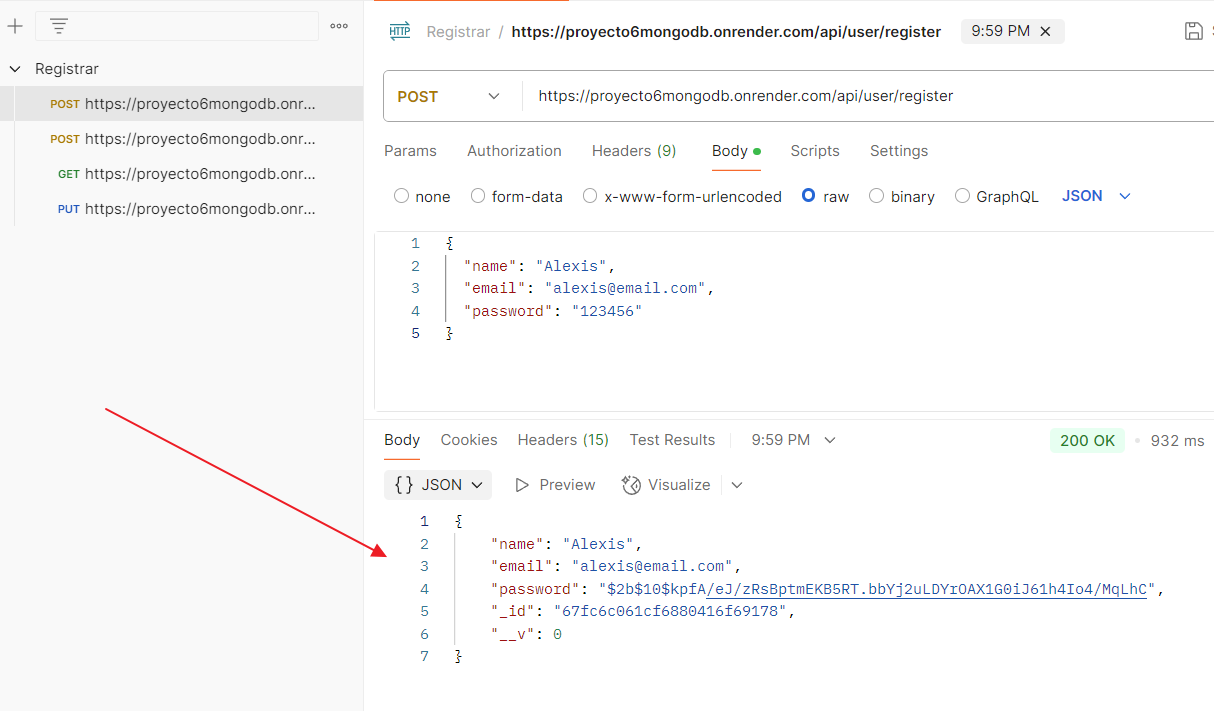 Registrar
POST https://proyecto6mongodb.onr...
POST https://proyecto6mongodb.onr...
GET https://proyecto6mongodb.onr...
PUT https://proyecto6mongodb.onr...
HTTP Registrar / https://proyecto6mongodb.onrender.com/api/user/register 9:59 PM
POST https://proyecto6mongodb.onrender.com/api/user/register
Params Authorization Headers (9) Body Scripts Settings
none form-data x-www-form-urlencoded raw binary GraphQL JSON
1 {
2 "name": "Alexis",
3 "email": "alexis@email.com",
4 "password": "123456"
5 }
Body Cookies Headers (15) Test Results 9:59 PM 200 OK 932 ms
{} JSON Preview Visualize
1 {
2 "name": "Alexis",
3 "email": "alexis@email.com",
4 "password": "$2b$10$kpfA/eJ/zRsBptmEKB5RT.bbYj2uLDYrOAX1G0iJ61h4Io4/MqLhC",
5 "_id": "67fc6c061cf6880416f69178",
6 "__v": 0
7 }